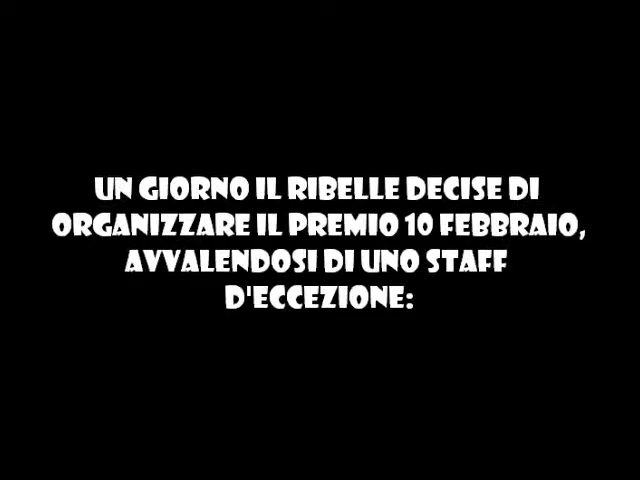 UN GIORNO IL RIBELLE DECISE DI
ORGANIZZARE IL PREMIO 10 FEBBRAIO,
AVVALENDOSI DI UNO STAFF
D'ECCEZIONE: